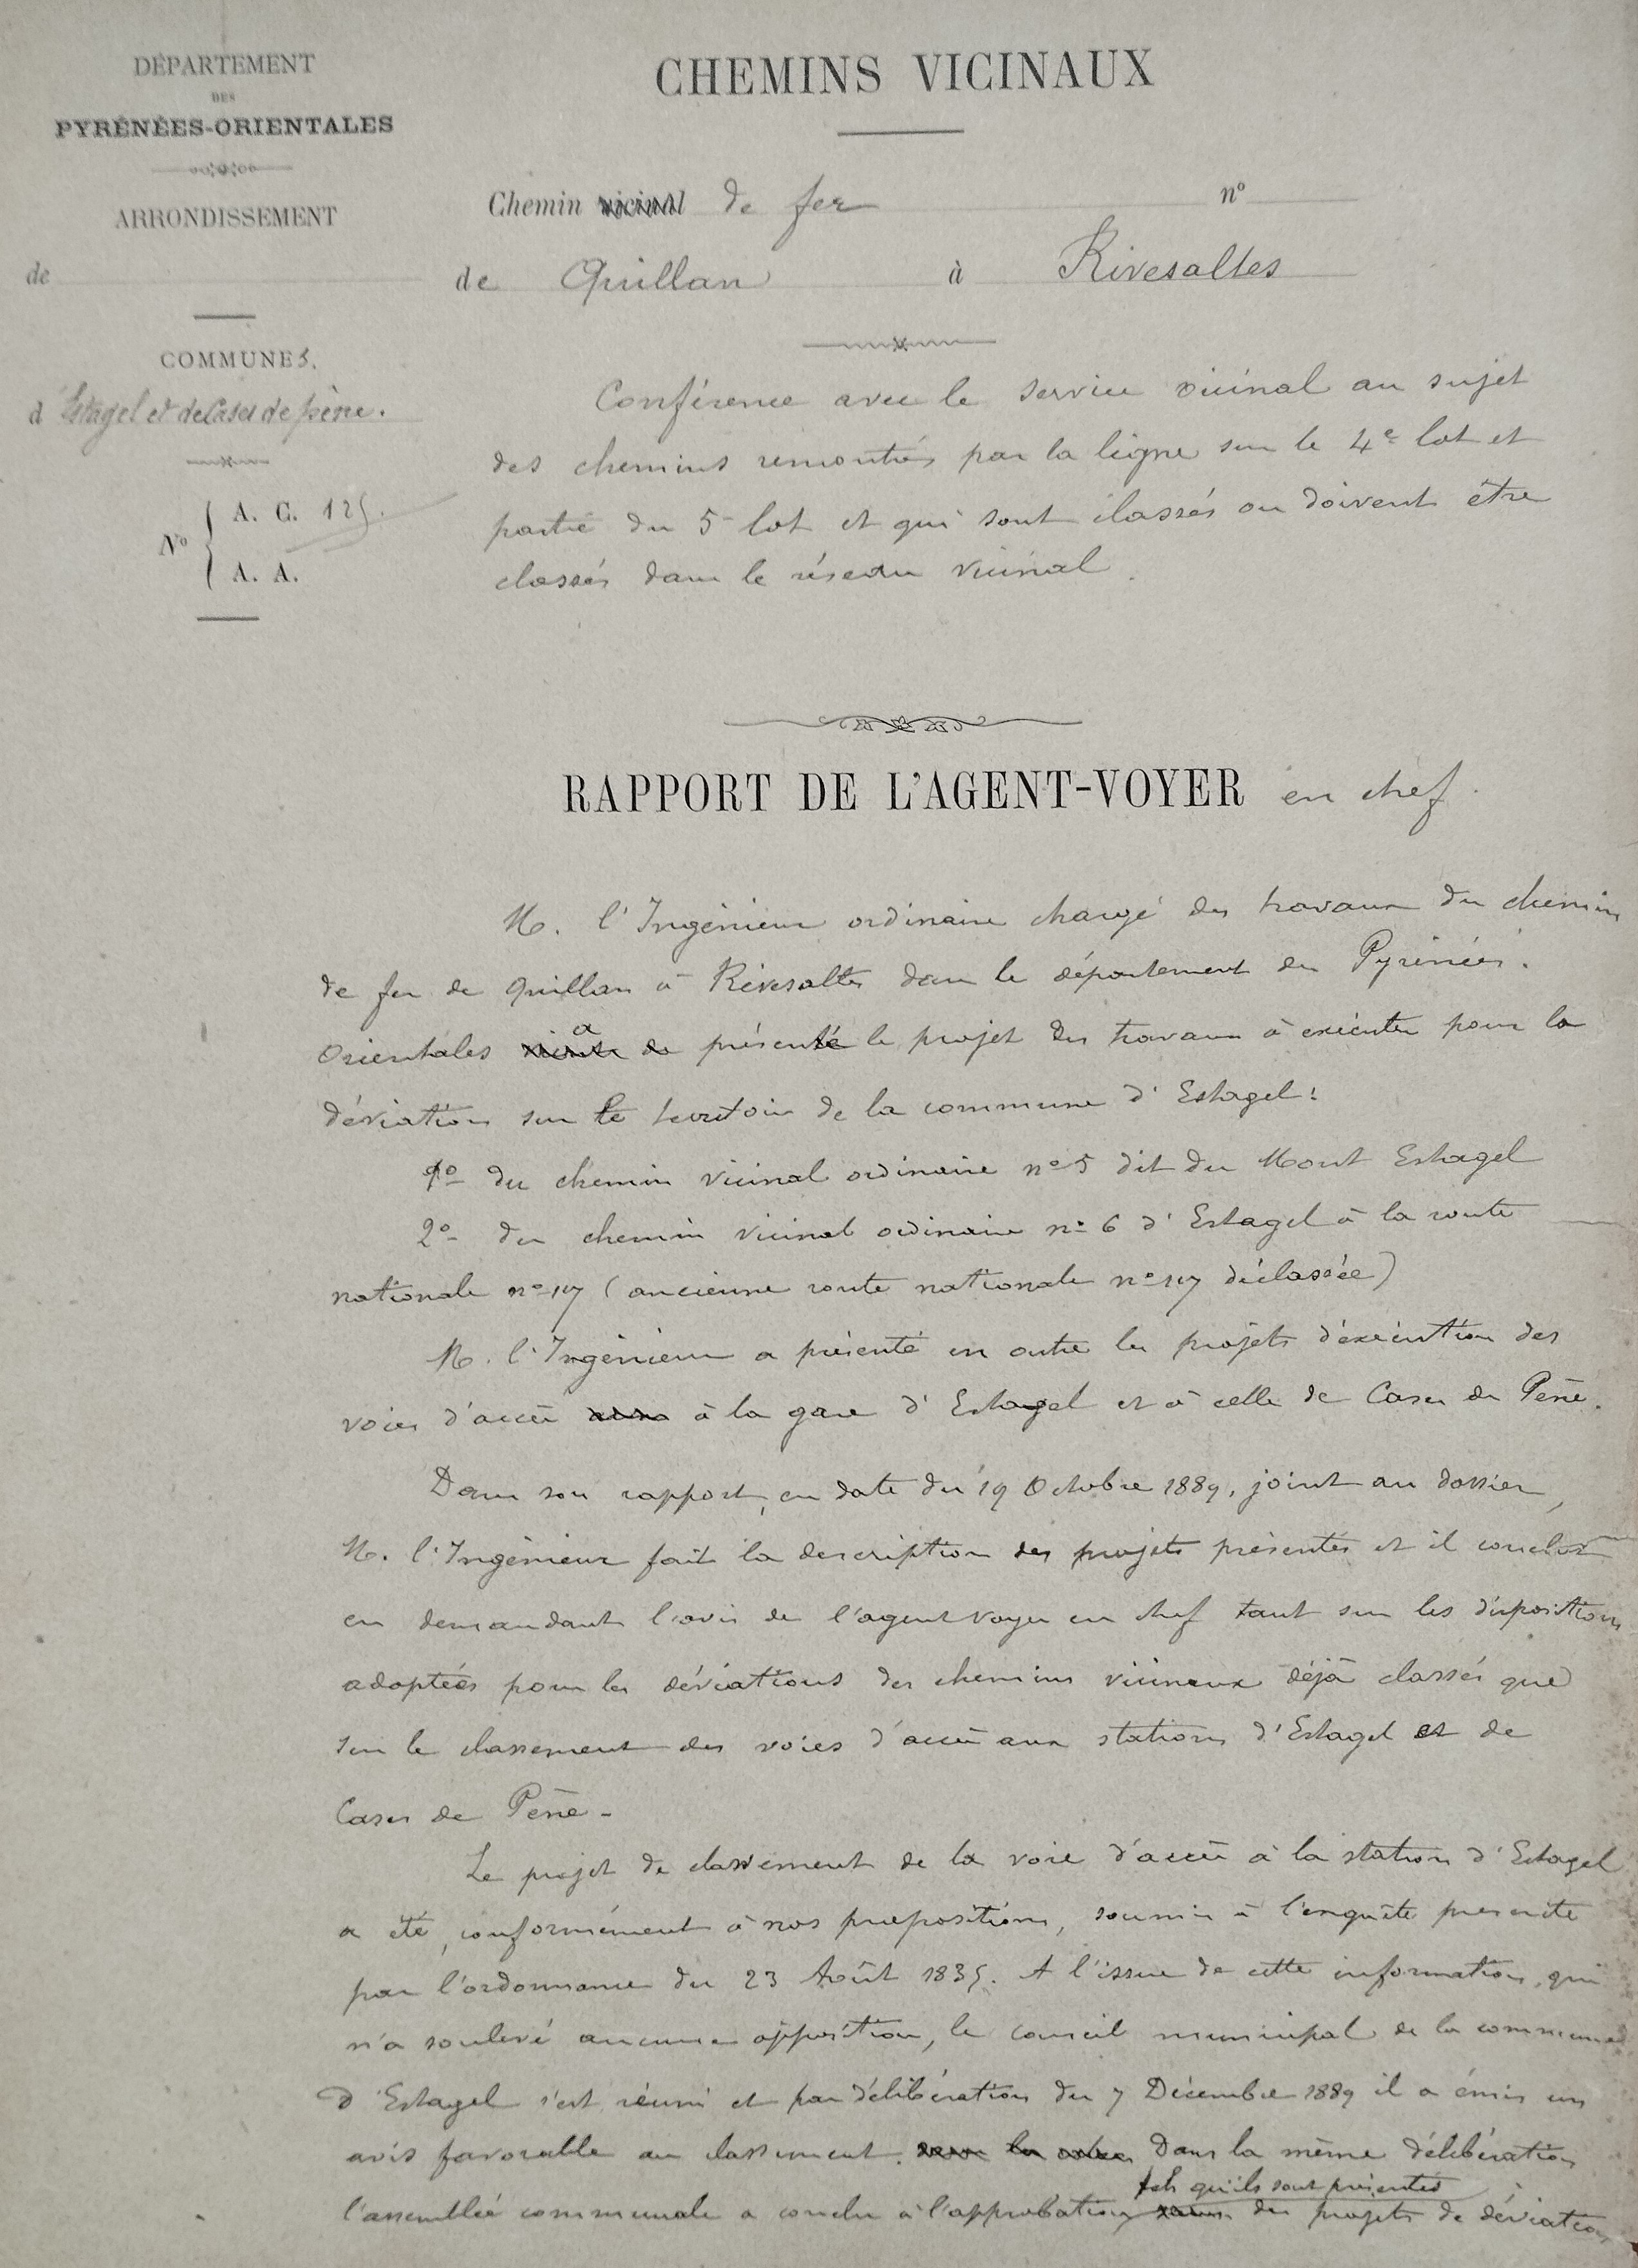 DÉPARTEMENT
DES
PYRÉNÉES-ORIENTALES
ARRONDISSEMENT
de
COMMUNES.
d'Estagel et de Cases de pène.
No
A. C. 125.
A. A.
CHEMINS VICINAUX
Chemin vicinal de fer no
de Quillan à Rivesaltes
Conférence avec le service vicinal au sujet
des chemins rencontrés par la ligne sur le 4e lot et
partie du 5e lot et qui sont classés ou doivent être
classés dans le réseau vicinal.
RAPPORT DE L'AGENT-VOYER en chef.
M. l'Ingénieur ordinaire chargé des travaux du chemin
de fer de Quillan à Rivesaltes dans le département des Pyrénées-
Orientales a présenté le projet des travaux à exécuter pour la
déviation sur le territoire de la commune d'Estagel:
1o du chemin vicinal ordinaire no 5 dit du Mont Estagel
2o du chemin vicinal ordinaire no 6 d'Estagel à la route
nationale no 117 (ancienne route nationale no 117 déclassée)
M. l'Ingénieur a présenté en outre les projets d'exécution des
voies d'accès à la gare d'Estagel et à celle de Cases de Pène.
Dans son rapport, en date du 19 Octobre 1889, joint au dossier,
M. l'Ingénieur fait la description des projets présentés et il conclut
en demandant l'avis de l'agent voyer en chef tant sur les dispositions
adoptées pour les déviations des chemins vicinaux déjà classés que
sur le classement des voies d'accès aux stations d'Estagel et de
Cases de Pène.
Le projet de classement de la voie d'accès à la station d'Estagel
a été, conformément à nos propositions, soumis à l'enquête prescrite
par l'ordonnance du 23 Août 1835. A l'issue de cette information, qui
n'a soulevé aucune opposition, le conseil municipal de la commune
d'Estagel s'est réuni et par délibération du 7 Décembre 1889 il a émis un
avis favorable au classement. Dans la même délibération
tels qu'ils sont présentés
l'assemblée communale a conclu à l'approbation des projets de déviation